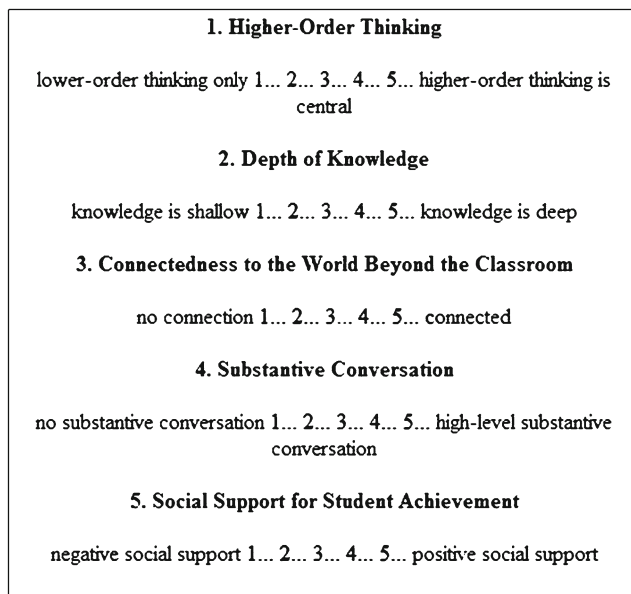 1. Higher-Order Thinking
lower-order thinking only 1... 2... 3... 4... 5... higher-order thinking is
central
2. Depth of Knowledge
knowledge is shallow 1... 2... 3... 4... 5... knowledge is deep
3. Connectedness to the World Beyond the Classroom
no connection 1... 2... 3... 4... 5... connected
4. Substantive Conversation
no substantive conversation 1... 2... 3... 4... 5... high-level substantive
conversation
5. Social Support for Student Achievement
negative social support 1... 2... 3... 4... 5... positive social support